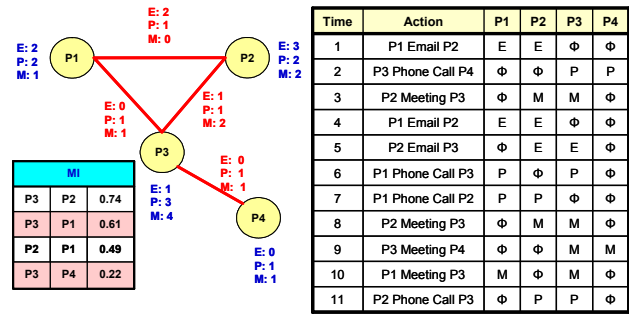 E: 2
P: 1
M: 0
E: 2
P: 2
M: 1
P1
P2
E: 3
P: 2
M: 2
E: 0
P: 1
M: 1
E: 1
P: 1
M: 2
P3
E: 1
P: 3
M: 4
E: 0
P: 1
M: 1
P4
E: 0
P: 1
M: 1
MI
P3 P2 0.74
P3 P1 0.61
P2 P1 0.49
P3 P4 0.22
Time Action P1 P2 P3 P4
1 P1 Email P2 E E Φ Φ
2 P3 Phone Call P4 Φ Φ P P
3 P2 Meeting P3 Φ M M Φ
4 P1 Email P2 E E Φ Φ
5 P2 Email P3 Φ E E Φ
6 P1 Phone Call P3 P Φ P Φ
7 P1 Phone Call P2 P P Φ Φ
8 P2 Meeting P3 Φ M M Φ
9 P3 Meeting P4 Φ Φ M M
10 P1 Meeting P3 M Φ M Φ
11 P2 Phone Call P3 Φ P P Φ